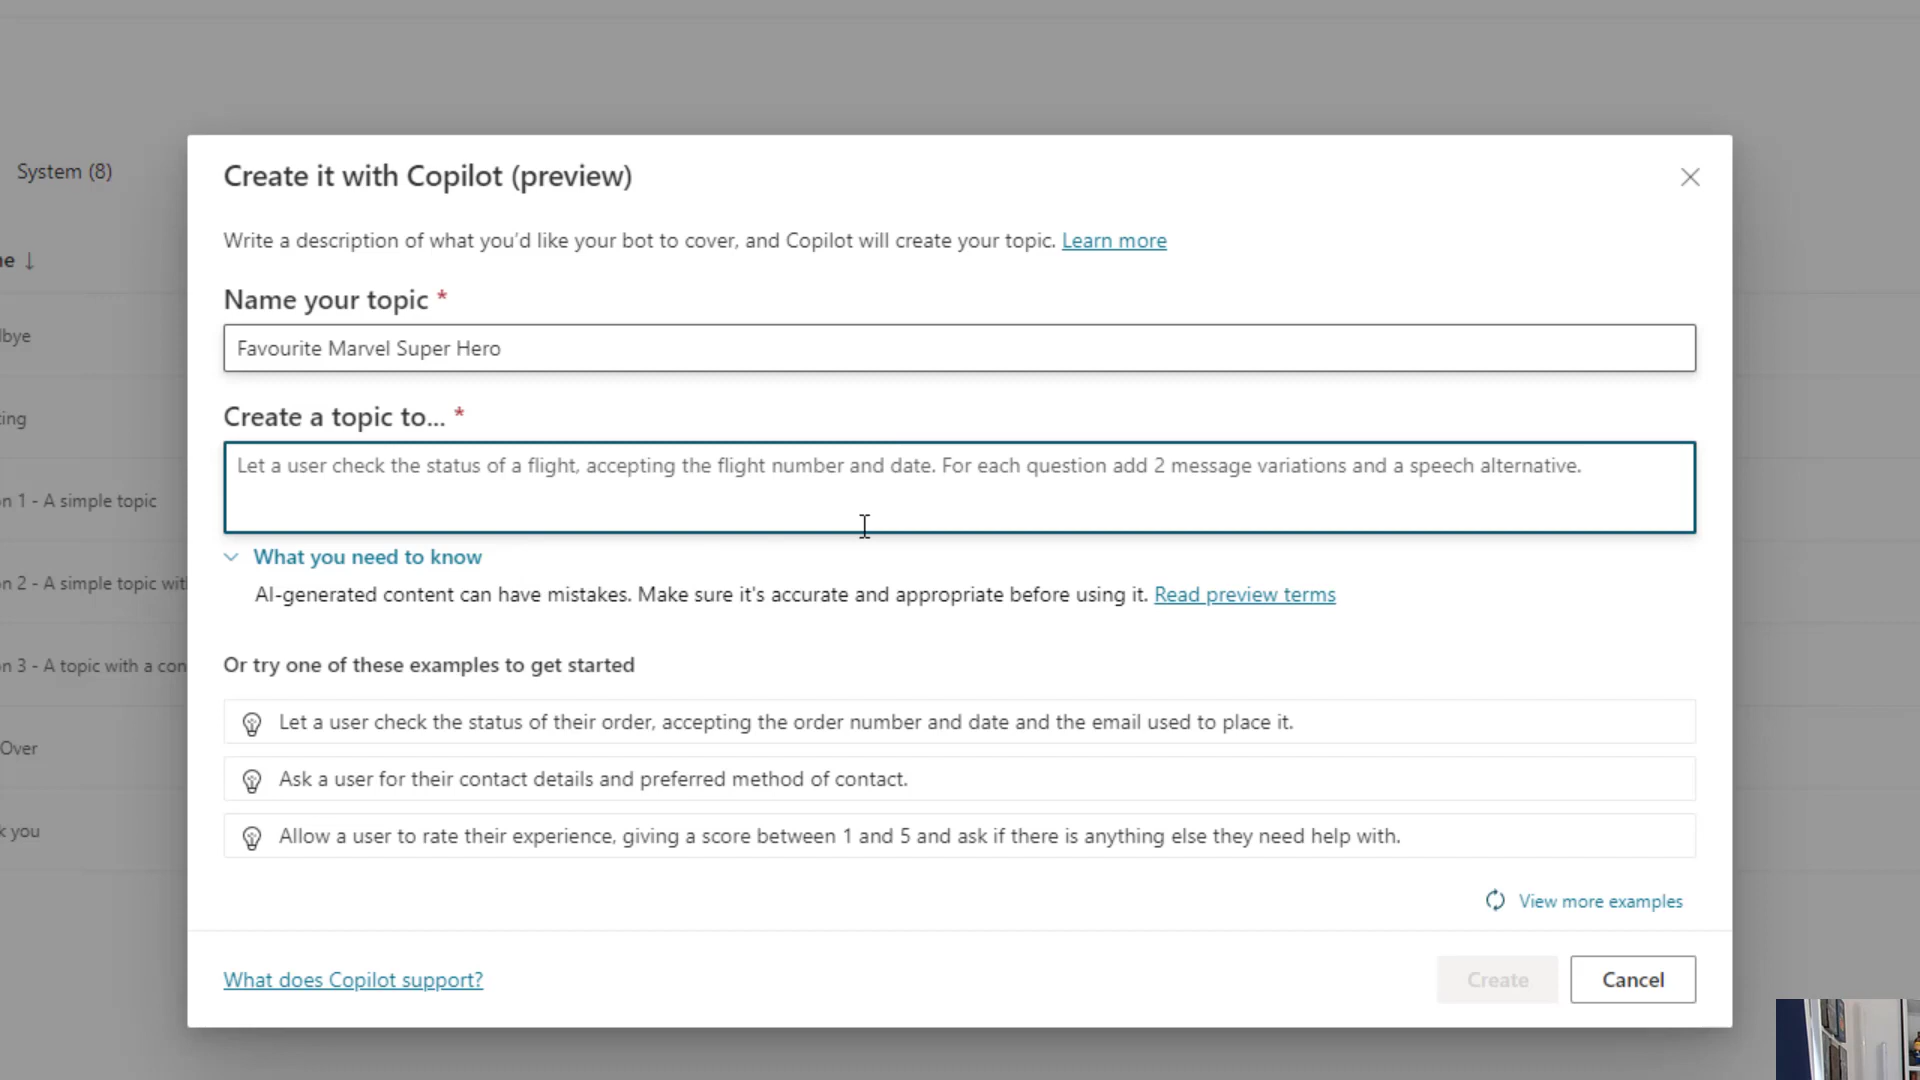 System (8)
Create it with Copilot (preview)
Write a description of what you'd like your bot to cover, and Copilot will create your topic. Learn more
ne ↓
Name your topic *
lbye
Favourite Marvel Super Hero
Create a topic to... *
ting
Let a user check the status of a flight, accepting the flight number and date. For each question add 2 message variations and a speech alternative.
n 1 - A simple topic
What you need to know
n 2 - A simple topic wit
AI-generated content can have mistakes. Make sure it's accurate and appropriate before using it. Read preview terms
n 3 - A topic with a con
Or try one of these examples to get started
Let a user check the status of their order, accepting the order number and date and the email used to place it.
Over
Ask a user for their contact details and preferred method of contact.
k you
Allow a user to rate their experience, giving a score between 1 and 5 and ask if there is anything else they need help with.
View more examples
What does Copilot support?
Create
Cancel